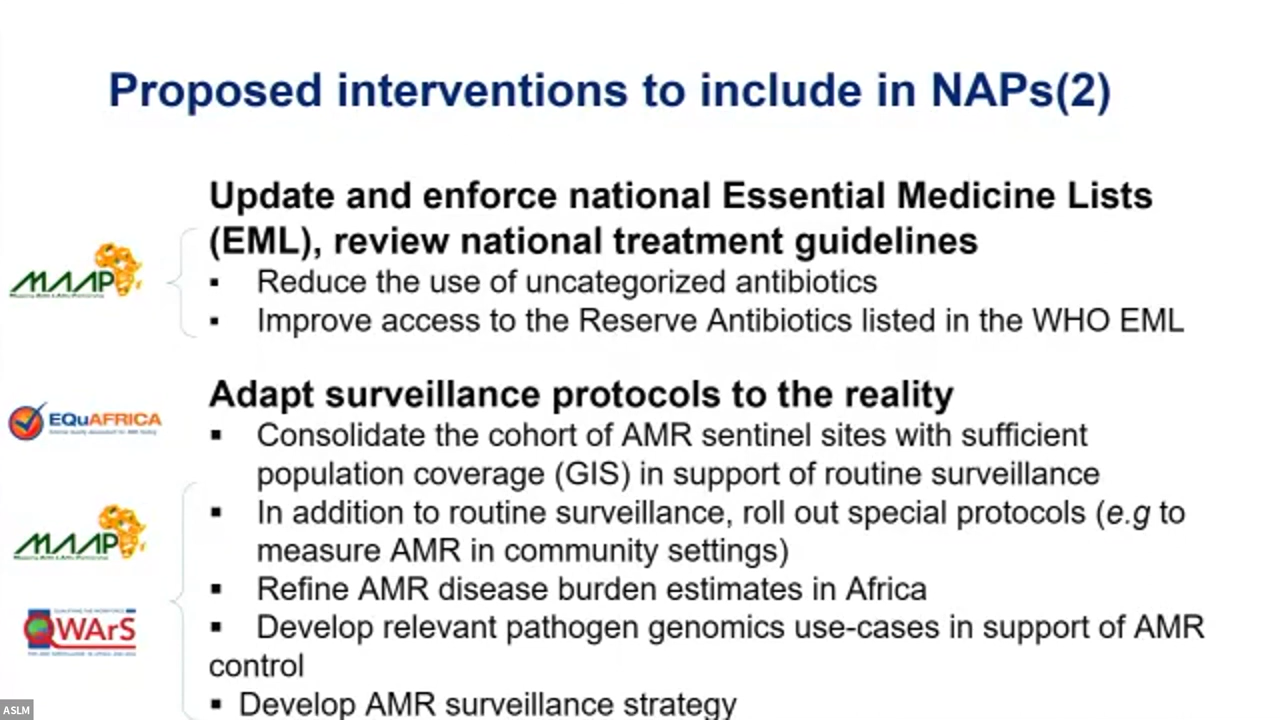 Proposed interventions to include in NAPs(2)
Update and enforce national Essential Medicine Lists
(EML), review national treatment guidelines
▪ Reduce the use of uncategorized antibiotics
▪ Improve access to the Reserve Antibiotics listed in the WHO EML
MAAP
Adapt surveillance protocols to the reality
EQuAFRICA
▪ Consolidate the cohort of AMR sentinel sites with sufficient
population coverage (GIS) in support of routine surveillance
▪ In addition to routine surveillance, roll out special protocols (e.g to
measure AMR in community settings)
MAAP
▪ Refine AMR disease burden estimates in Africa
▪ Develop relevant pathogen genomics use-cases in support of AMR
control
QWArS
▪ Develop AMR surveillance strategy
ASLM